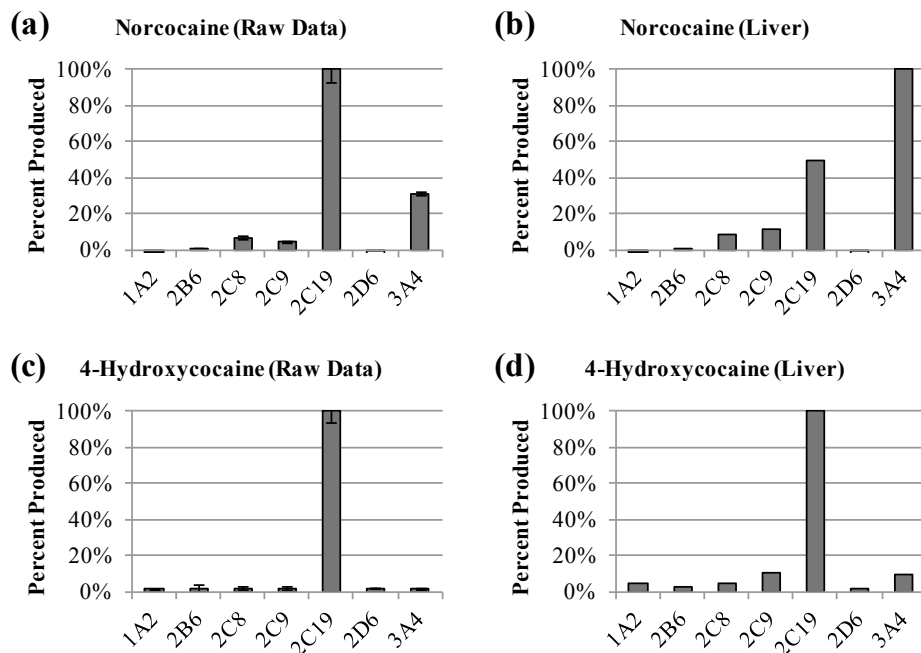 (a) Norcocaine (Raw Data)
Percent Produced
100%
80%
60%
40%
20%
0%
1A2 2B6 2C8 2C9 2C19 2D6 3A4
(b) Norcocaine (Liver)
Percent Produced
100%
80%
60%
40%
20%
0%
1A2 2B6 2C8 2C9 2C19 2D6 3A4
(c) 4-Hydroxycocaine (Raw Data)
Percent Produced
100%
80%
60%
40%
20%
0%
1A2 2B6 2C8 2C9 2C19 2D6 3A4
(d) 4-Hydroxycocaine (Liver)
Percent Produced
100%
80%
60%
40%
20%
0%
1A2 2B6 2C8 2C9 2C19 2D6 3A4